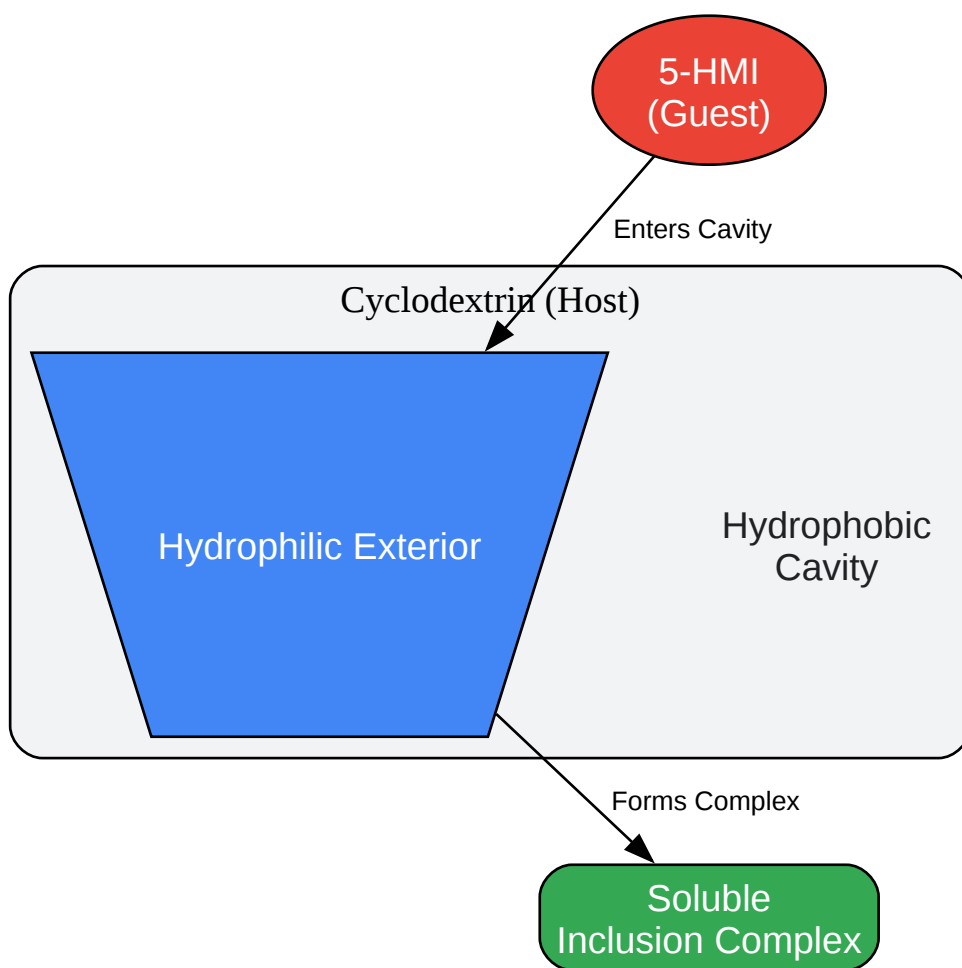 5-HMI
(Guest)
Enters Cavity
Cyclodextrin (Host)
Hydrophilic Exterior
Hydrophobic
Cavity
Forms Complex
Soluble
Inclusion Complex